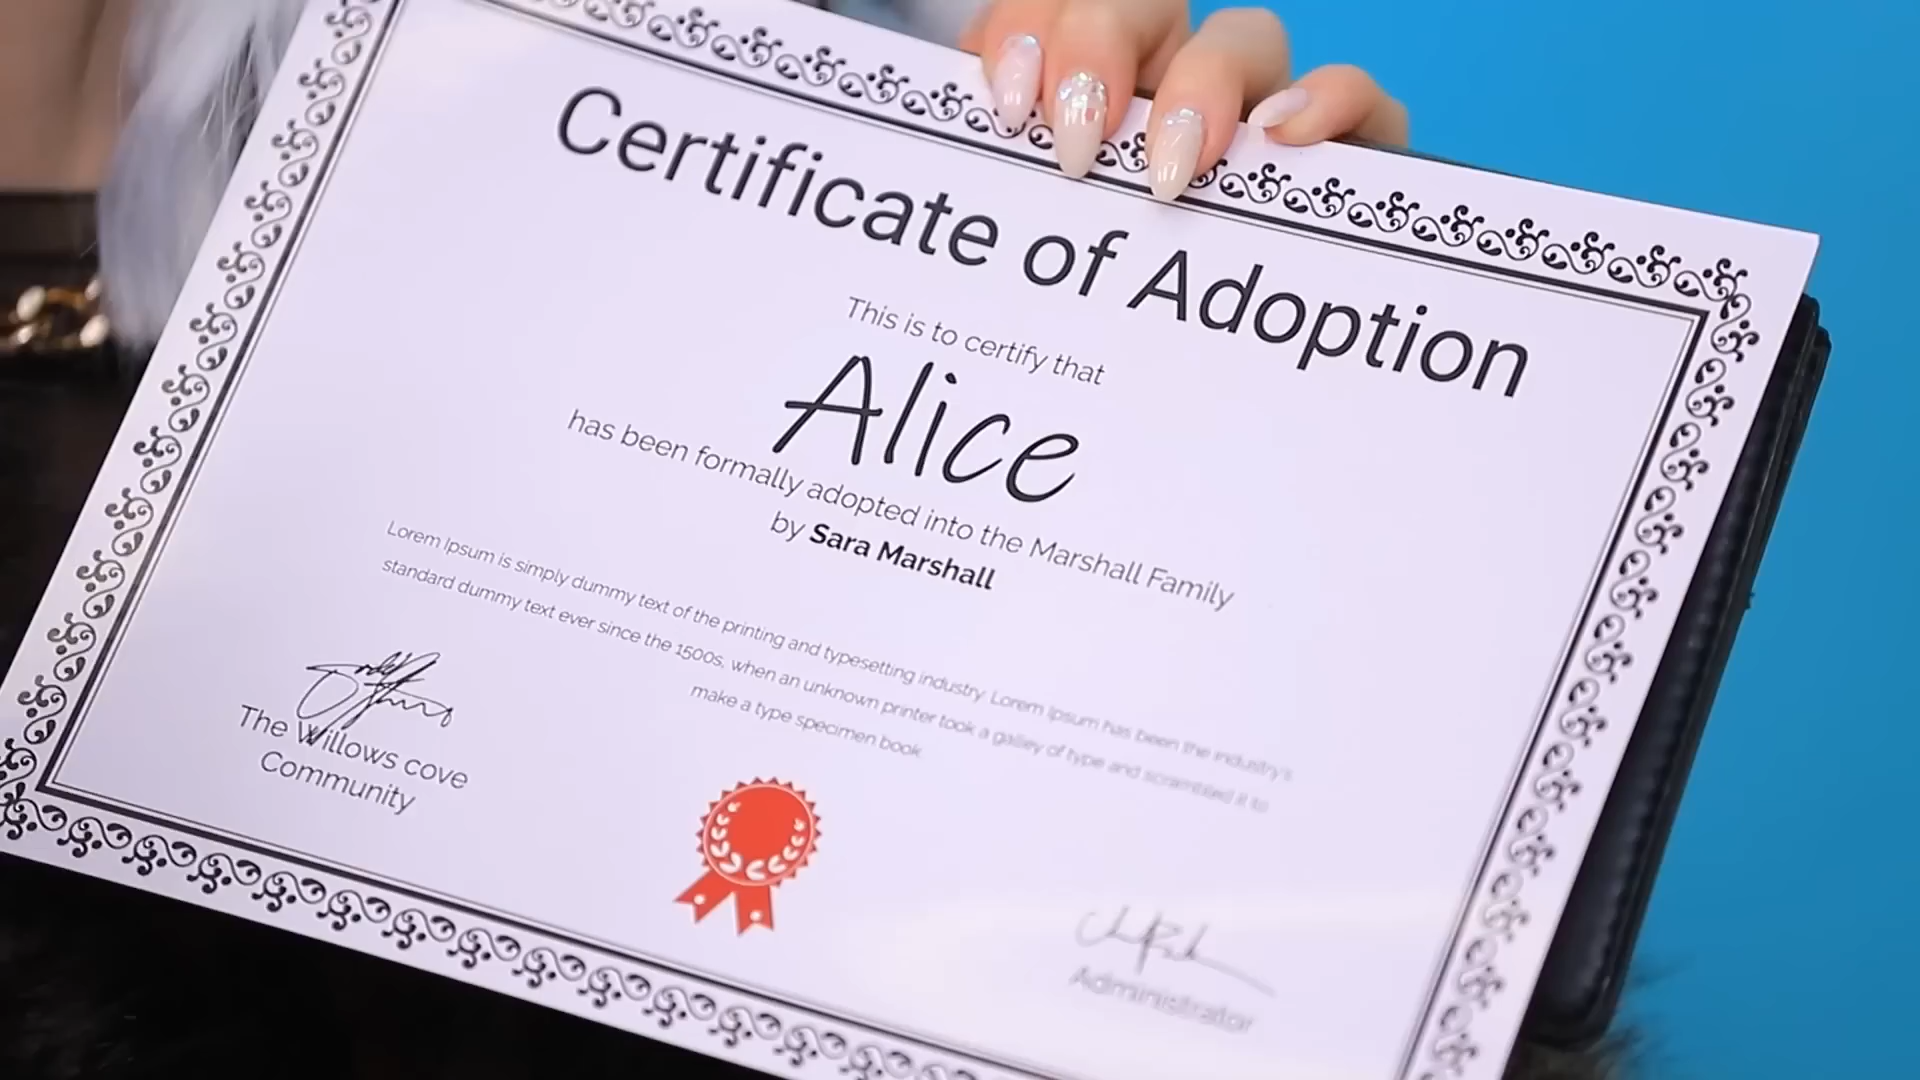 Certificate of Adoption
This is to certify that
Alice
has been formally adopted into the Marshall Family
by Sara Marshall
Lorem Ipsum is simply dummy text of the printing and typesetting industry. Lorem Ipsum has been the industry's
standard dummy text ever since the 1500s, when an unknown printer took a galley of type and scrambled it to
make a type specimen book.
The Willows cove
Community
Administrator